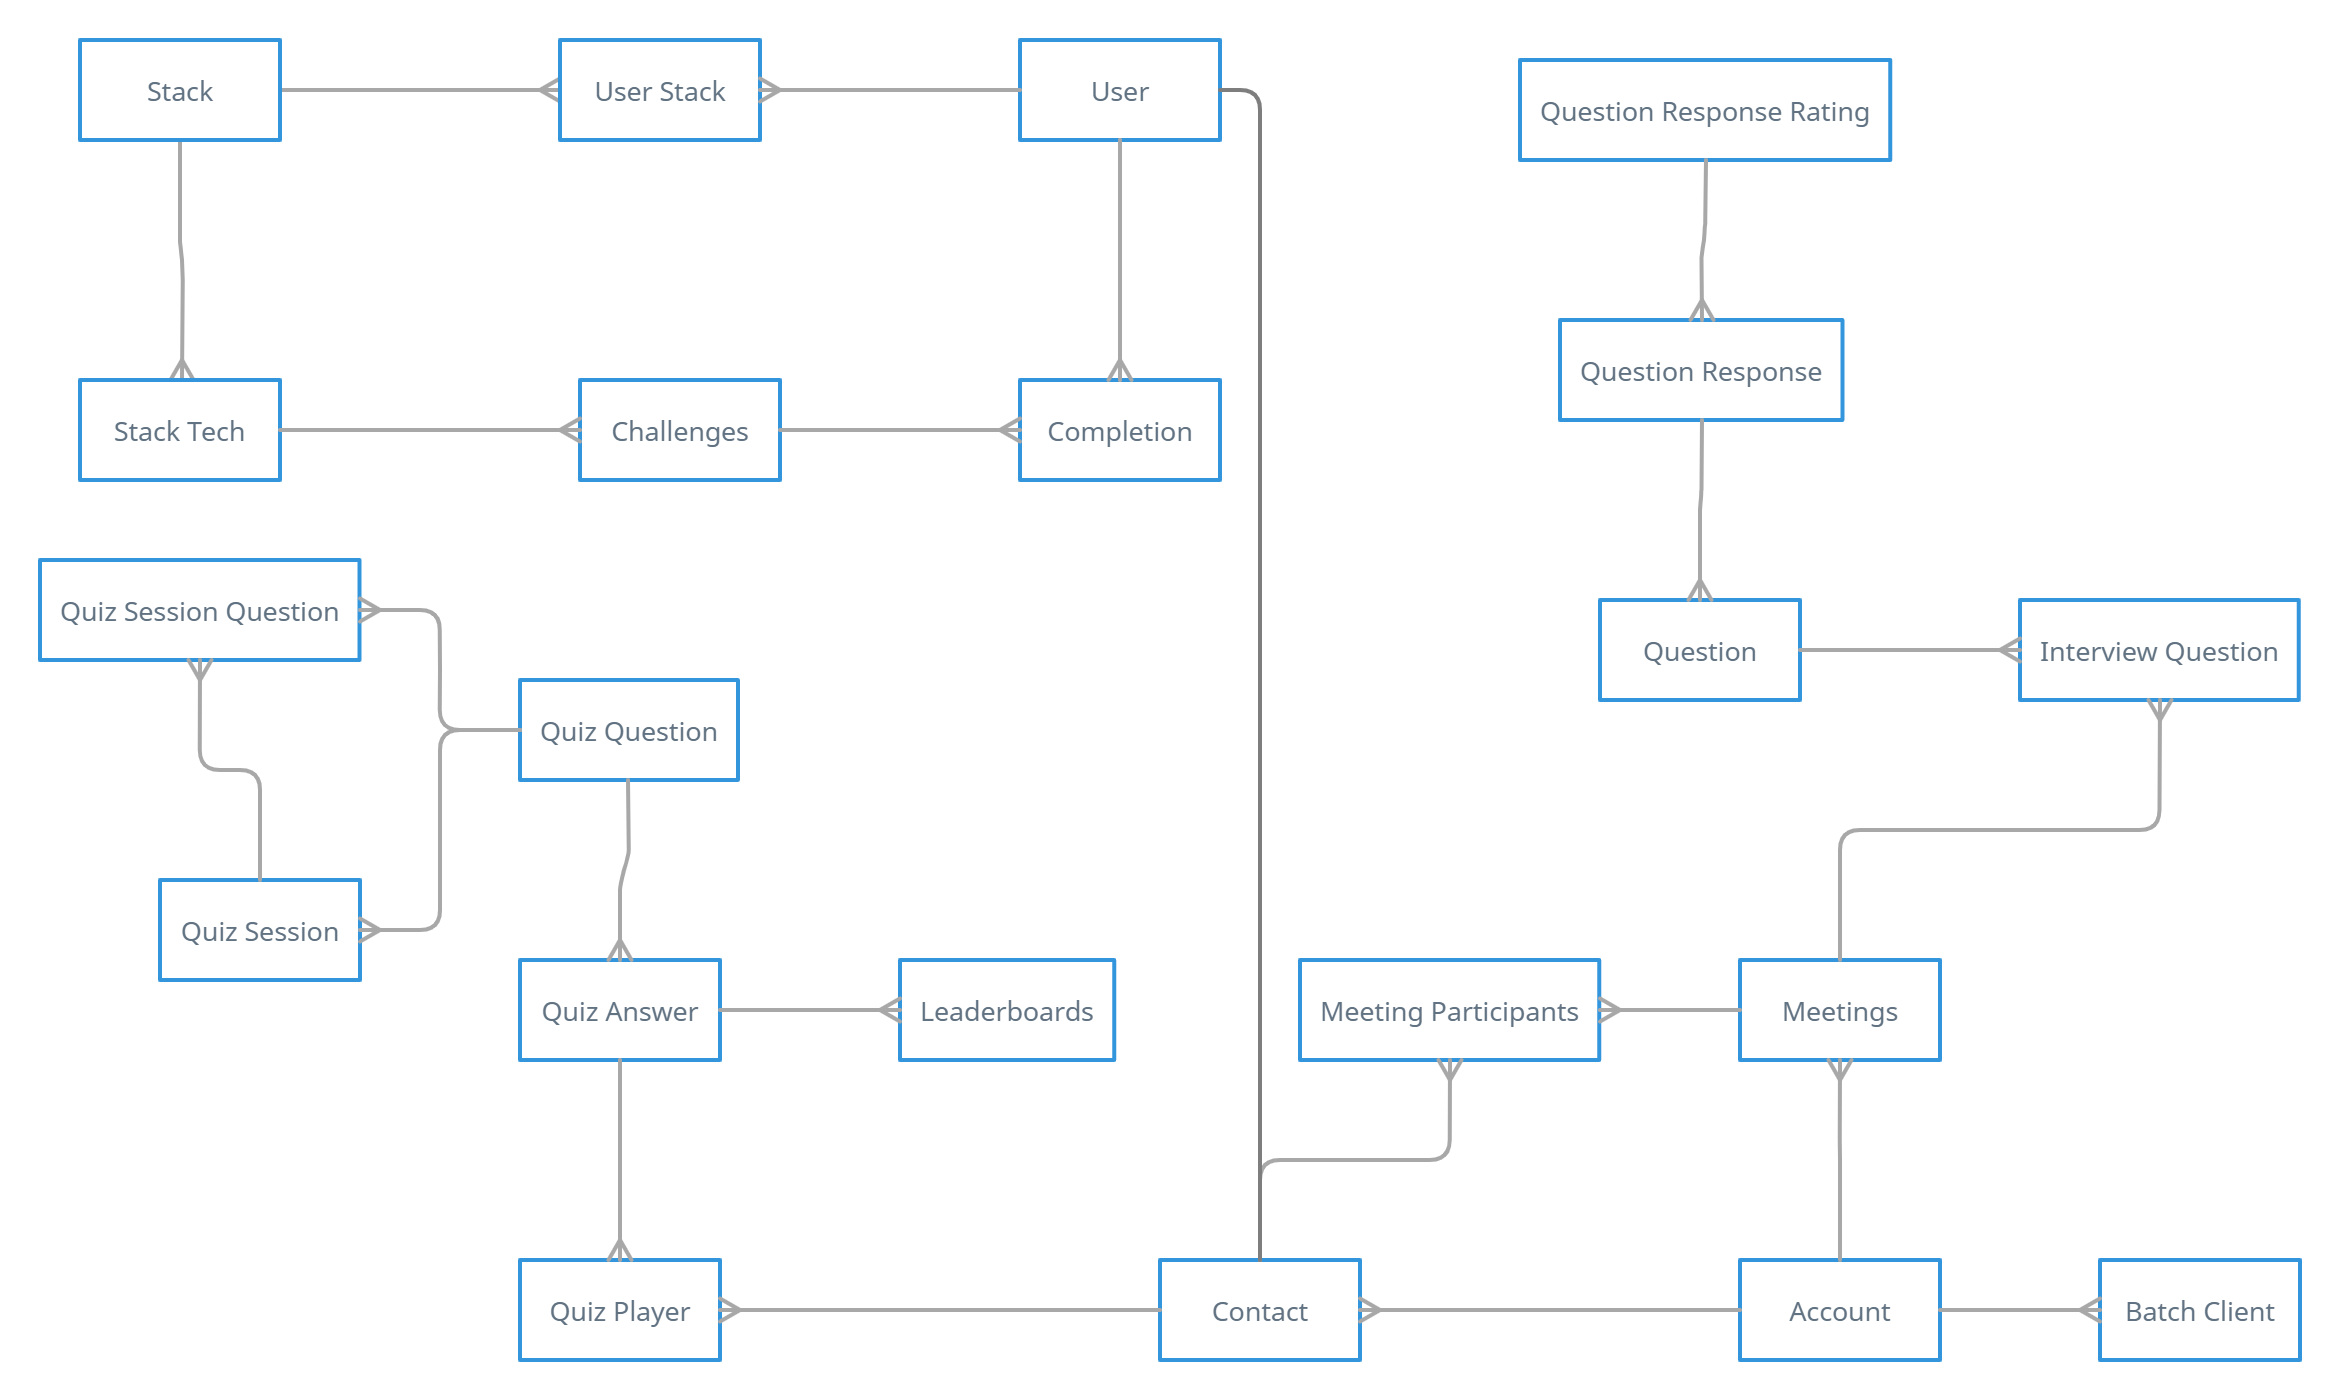 Stack
User Stack
User
Question Response Rating
Question Response
Stack Tech
Challenges
Completion
Quiz Session Question
Question
Interview Question
Quiz Question
Quiz Session
Quiz Answer
Leaderboards
Meeting Participants
Meetings
Quiz Player
Contact
Account
Batch Client